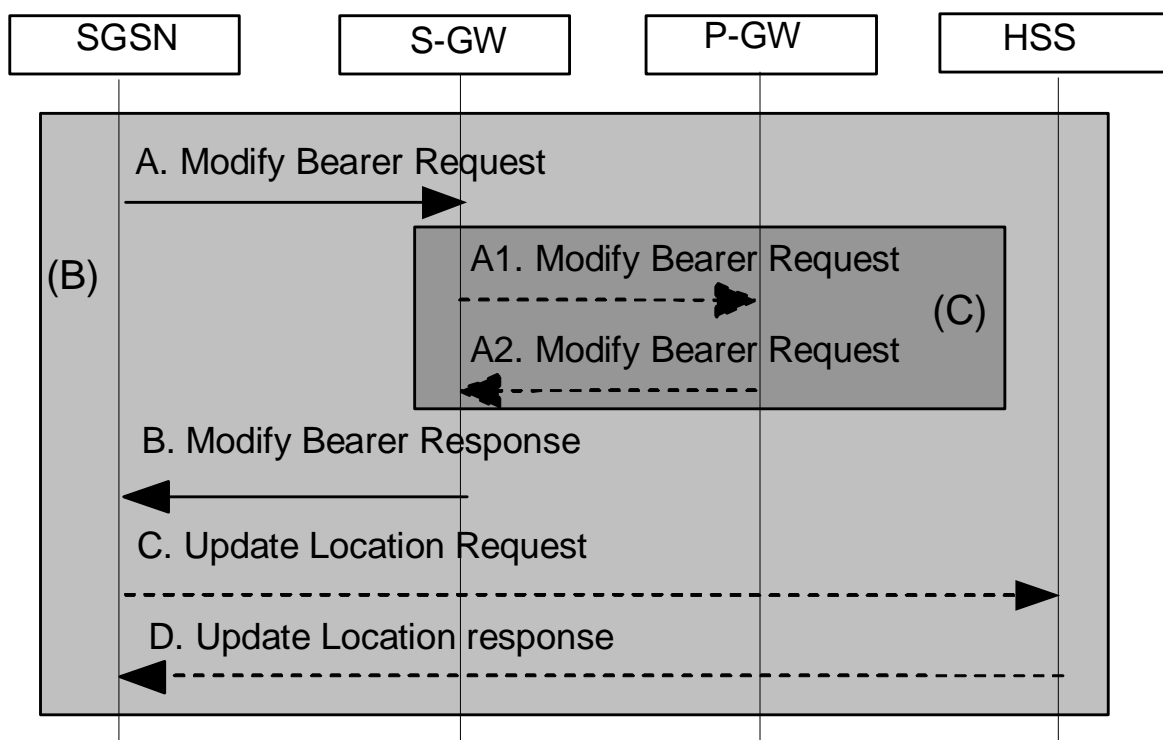 SGSN
S-GW
P-GW
HSS
A. Modify Bearer Request
(B)
A1. Modify Bearer Request
(C)
A2. Modify Bearer Request
B. Modify Bearer Response
C. Update Location Request
D. Update Location response